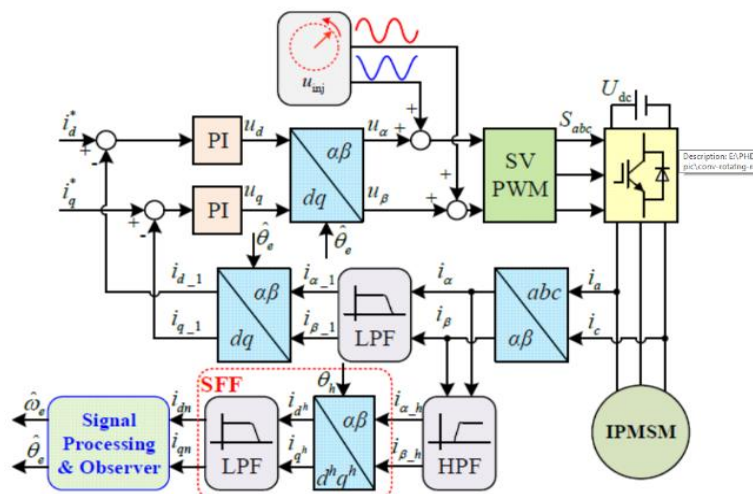 u_inj
U_dc
i_d^*
+
-
PI
u_d
αβ
dq
u_α
+
+
S_abc
SV
PWM
i_q^*
+
-
PI
u_q
u_β
+
+
θ̂_e
θ̂_e
Description: E:\PHD
pic\conv-rotating-
i_d_1
αβ
dq
i_α_1
LPF
i_α
abc
αβ
i_a
i_q_1
i_β_1
i_β
i_c
SFF
θ_h
ω̂_e
Signal
Processing
& Observer
i_dn
LPF
i_d^h
αβ
d^h q^h
i_α_h
HPF
IPMSM
θ̂_e
i_qn
i_q^h
i_β_h